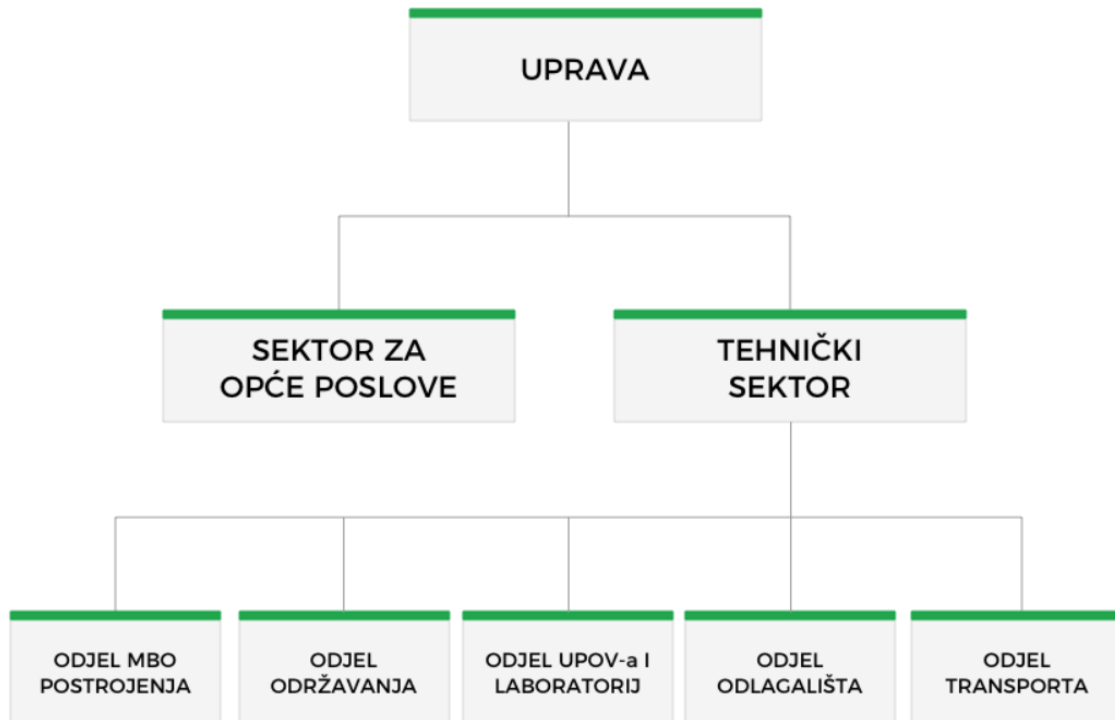 UPRAVA
SEKTOR ZA
OPĆE POSLOVE
TEHNIČKI
SEKTOR
ODJEL MBO
POSTROJENJA
ODJEL
ODRŽAVANJA
ODJEL UPOV-a I
LABORATORIJ
ODJEL
ODLAGALIŠTA
ODJEL
TRANSPORTA